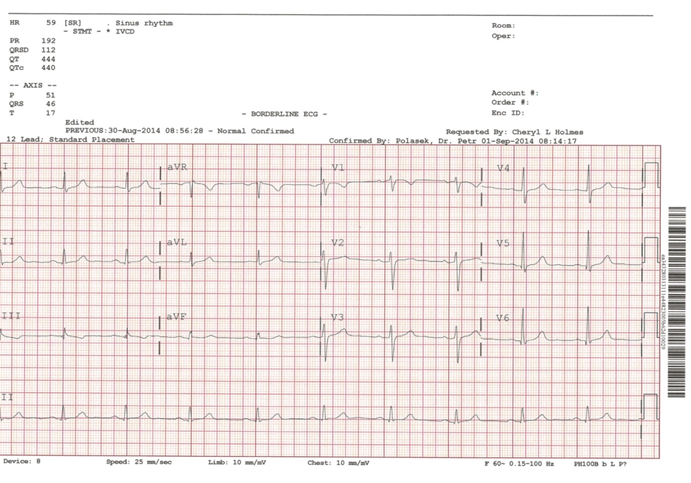 HR 59 [SR] . Sinus rhythm
- STMT - * IVCD
PR 192
QRSD 112
QT 444
QTc 440
-- AXIS --
P 51
QRS 46
T 17
Room:
Oper:
Account #:
Order #:
Enc ID:
- BORDERLINE ECG -
Edited
PREVIOUS:30-Aug-2014 08:56:28 - Normal Confirmed
Requested By: Cheryl L Holmes
12 Lead; Standard Placement
Confirmed By: Polasek, Dr. Petr 01-Sep-2014 08:14:17
I aVR V1 V4
II aVL V2 V5
III aVF V3 V6
II
Device: 8 Speed: 25 mm/sec Limb: 10 mm/mV Chest: 10 mm/mV F 60- 0.15-100 Hz PH100B b L P?